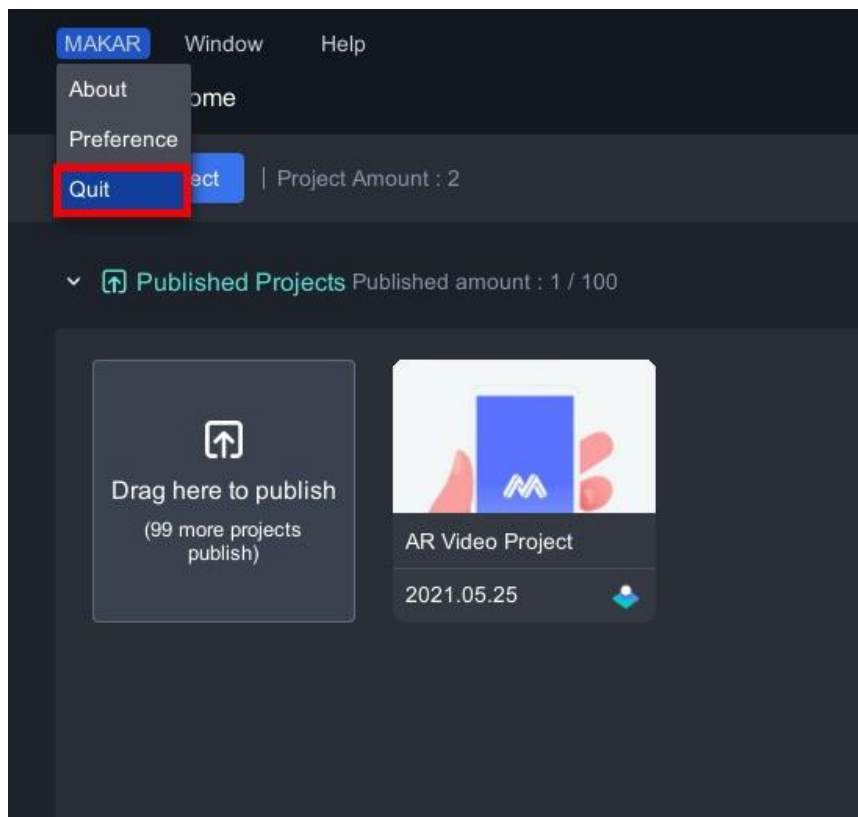 MAKAR Window Help
About
ome
Preference
Quit
ect | Project Amount : 2
Published Projects Published amount : 1 / 100
Drag here to publish
(99 more projects
publish)
AR Video Project
2021.05.25